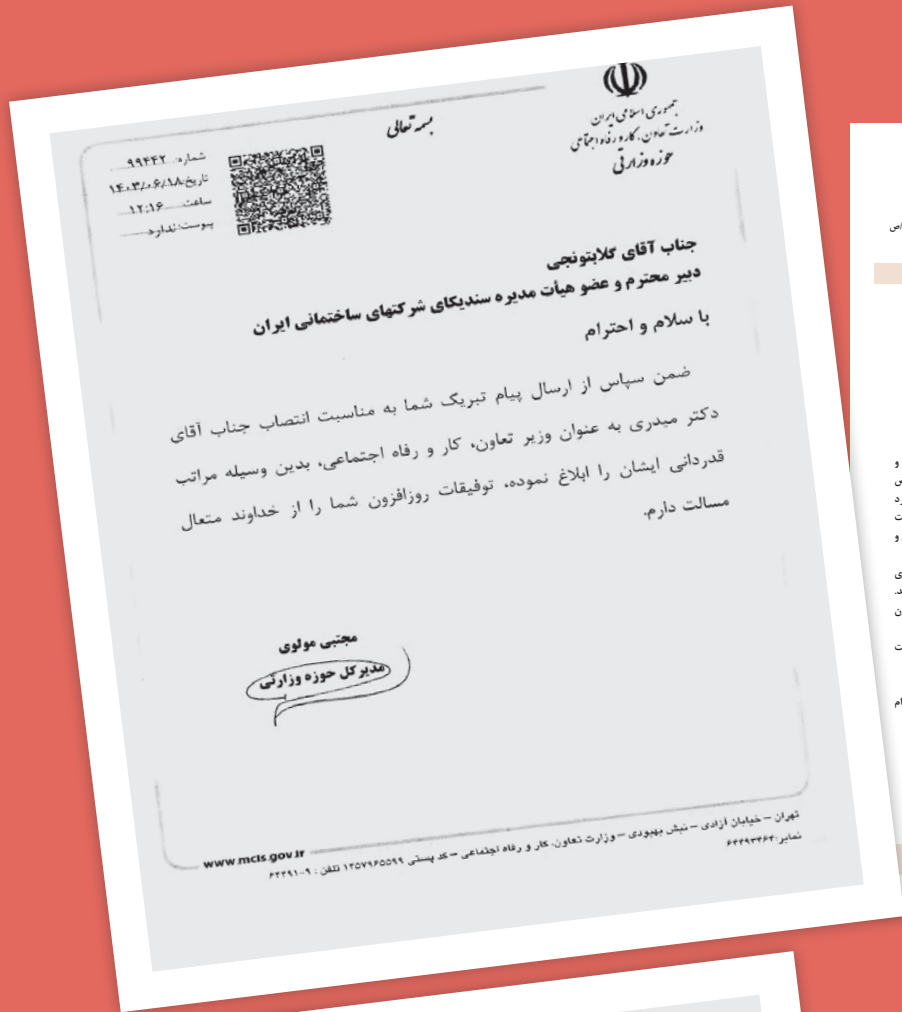 بسمه تعالی
جمهوری اسلامی ایران
وزارت تعاون، کار و رفاه اجتماعی
حوزه وزارتی
شماره: ۹۹۴۴۲
تاریخ: ۱۴۰۳/۰۶/۱۸
ساعت: ۱۲:۱۶
پیوست: ندارد
جناب آقای گلابتونچی
دبیر محترم و عضو هیأت مدیره سندیکای شرکتهای ساختمانی ایران
با سلام و احترام
ضمن سپاس از ارسال پیام تبریک شما به مناسبت انتصاب جناب آقای
دکتر میدری به عنوان وزیر تعاون، کار و رفاه اجتماعی، بدین وسیله مراتب
قدردانی ایشان را ابلاغ نموده، توفیقات روزافزون شما را از خداوند متعال
مسالت دارم.
مجتبی مولوی
مدیرکل حوزه وزارتی
تهران – خیابان آزادی – نبش بهبودی – وزارت تعاون، کار و رفاه اجتماعی – کد پستی ۱۴۵۷۹۶۵۵۹۹ تلفن : ۹-۶۴۴۹۱
نمابر: ۶۴۴۹۳۴۶۴
www.mcls.gov.ir